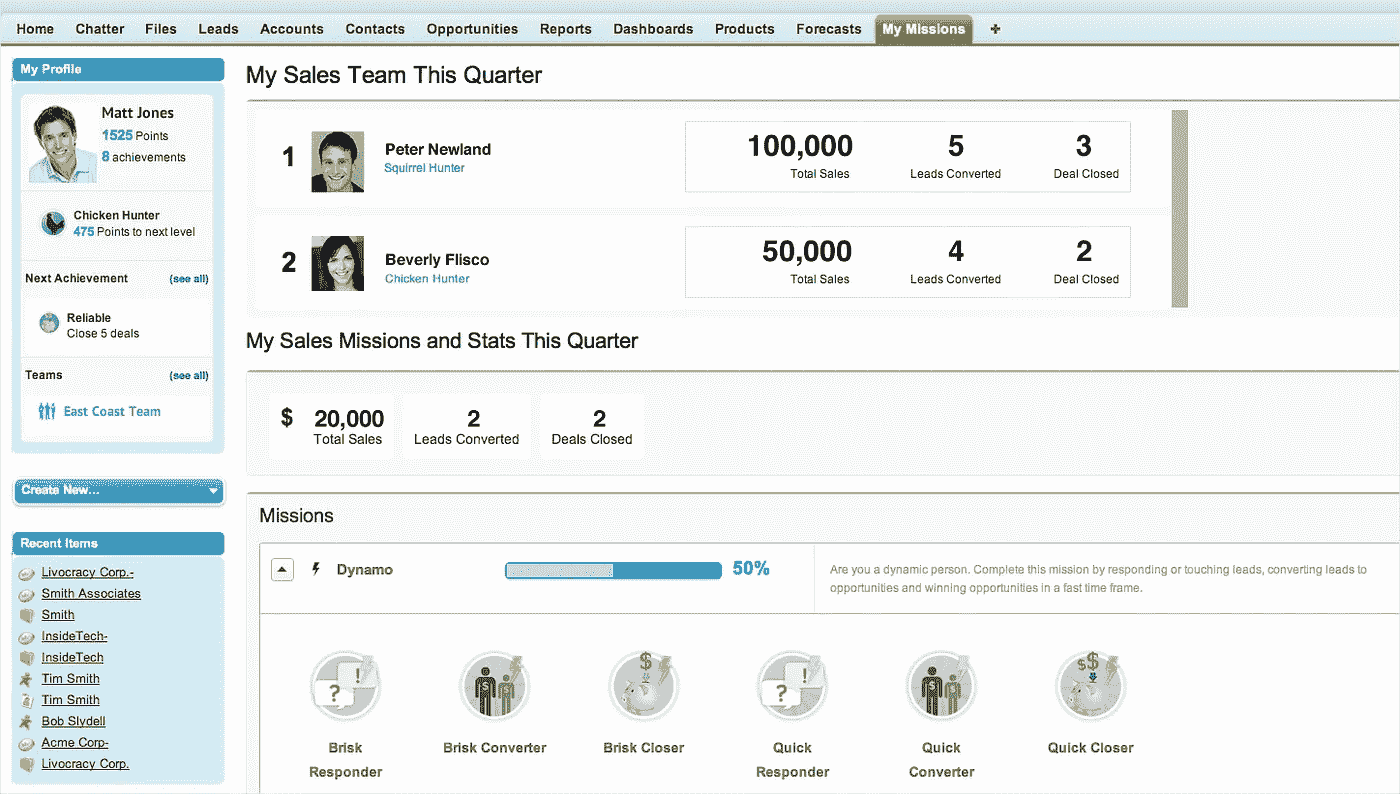 Home Chatter Files Leads Accounts Contacts Opportunities Reports Dashboards Products Forecasts My Missions +
My Profile
Matt Jones
1525 Points
8 achievements
Chicken Hunter
475 Points to next level
Next Achievement (see all)
Reliable
Close 5 deals
Teams (see all)
East Coast Team
Create New...
Recent Items
Livocracy Corp.-
Smith Associates
Smith
InsideTech-
InsideTech
Tim Smith
Tim Smith
Bob Slydell
Acme Corp-
Livocracy Corp.
My Sales Team This Quarter
1
Peter Newland
Squirrel Hunter
100,000 5 3
Total Sales Leads Converted Deal Closed
2
Beverly Flisco
Chicken Hunter
50,000 4 2
Total Sales Leads Converted Deal Closed
My Sales Missions and Stats This Quarter
$ 20,000 2 2
Total Sales Leads Converted Deals Closed
Missions
Dynamo 50%
Are you a dynamic person. Complete this mission by responding or touching leads, converting leads to
opportunities and winning opportunities in a fast time frame.
? !
$ $
$
? !
$ $
$$
Brisk
Responder
Brisk Converter
Brisk Closer
Quick
Responder
Quick
Converter
Quick Closer